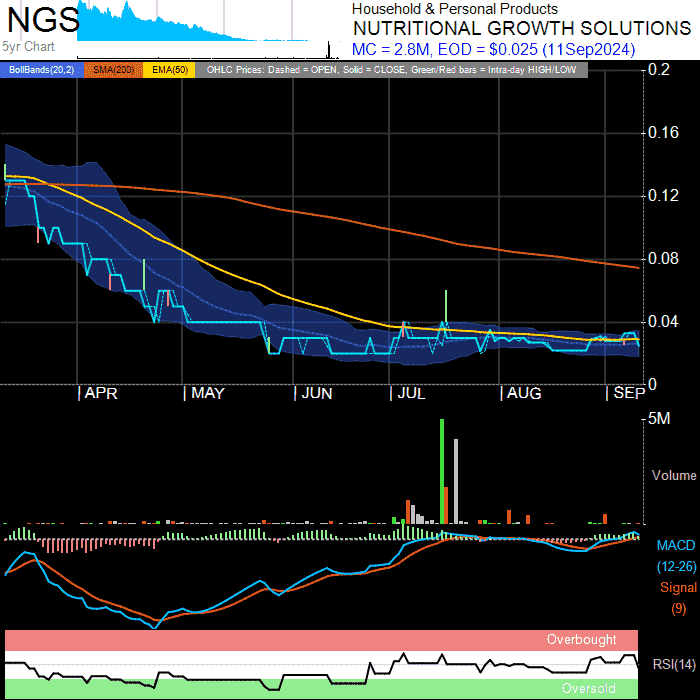 NGS
5yr Chart
Household & Personal Products
NUTRITIONAL GROWTH SOLUTIONS
MC = 2.8M, EOD = $0.025 (11Sep2024)
BollBands(20,2) SMA(200) EMA(50) OHLC Prices: Dashed = OPEN, Solid = CLOSE, Green/Red bars = Intra-day HIGH/LOW
0.2
0.16
0.12
0.08
0.04
0
| APR | MAY | JUN | JUL | AUG | SEP
5M
Volume
MACD
(12-26)
Signal
(9)
Overbought
RSI(14)
Oversold